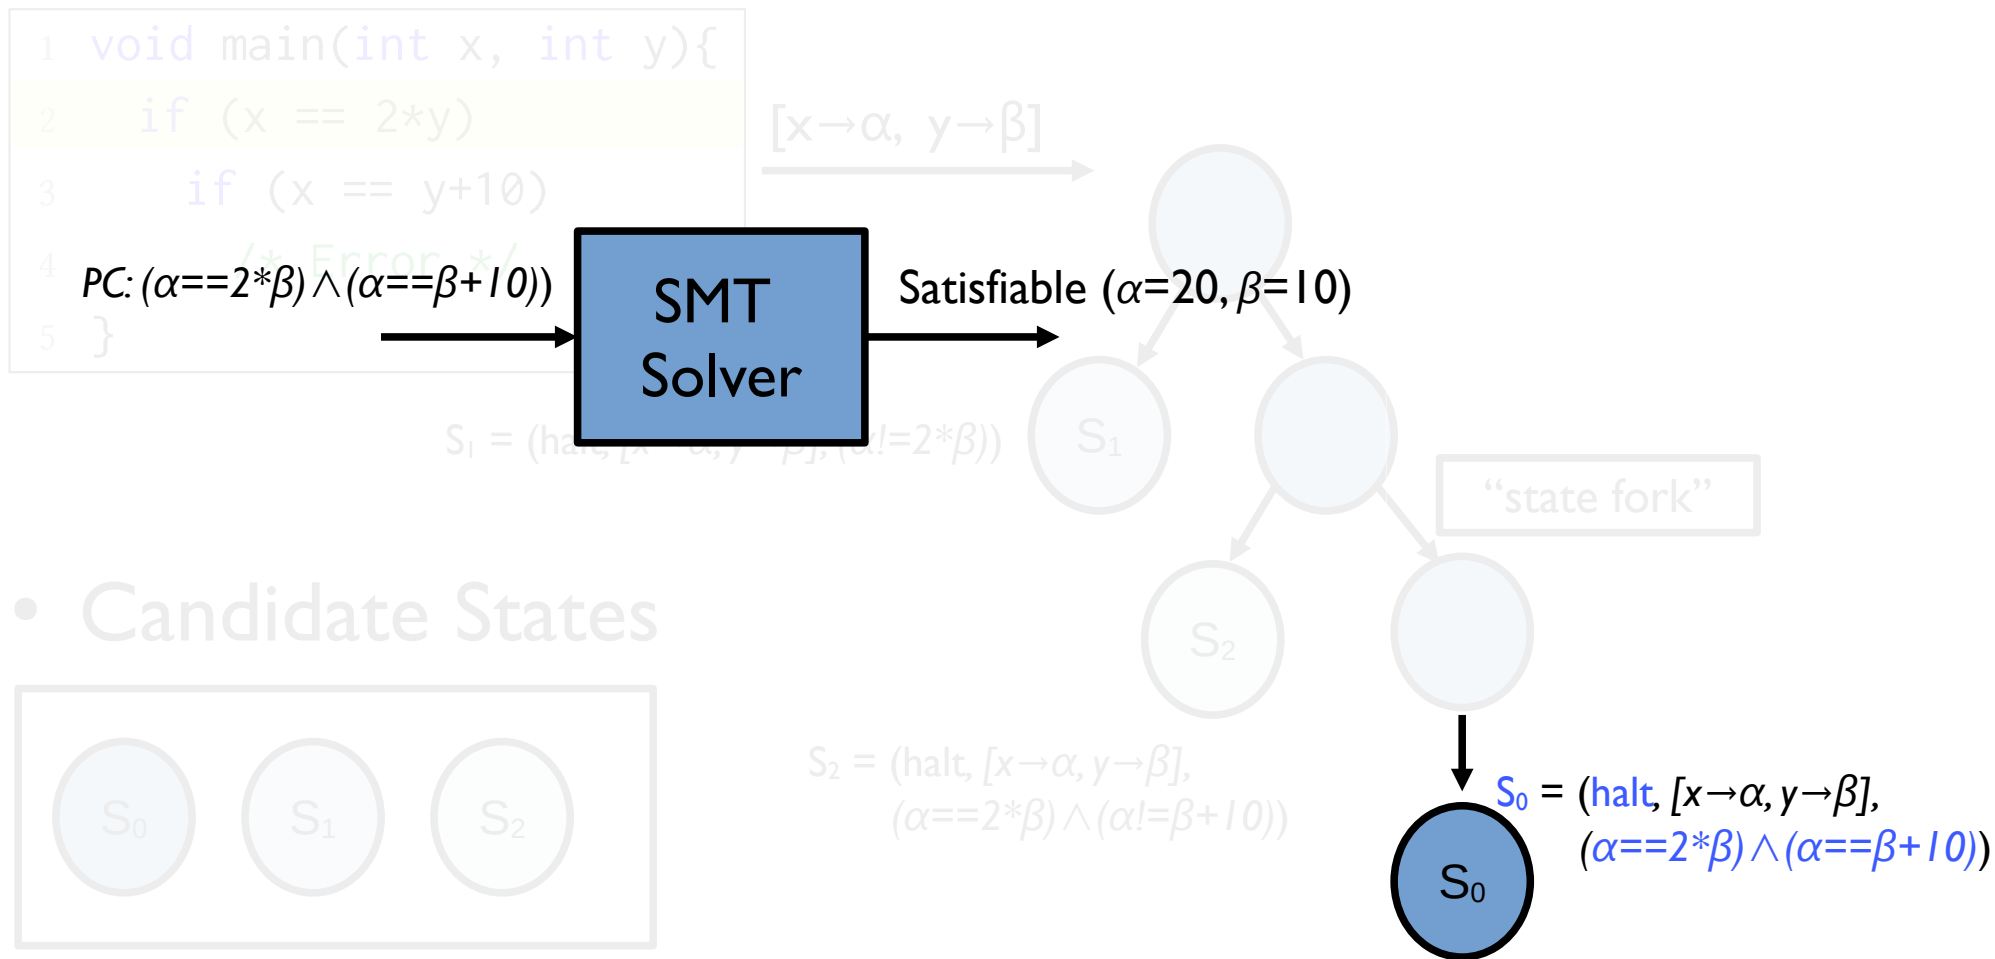 1 void main(int x, int y){
2 if (x == 2*y)
3 if (x == y+10)
4 /* Error */
5 }
[x→α, y→β]
PC: (α==2*β)∧(α==β+10))
SMT
Solver
Satisfiable (α=20, β=10)
S₁ = (halt, [x→α, y→β], (α!=2*β))
S₁
“state fork”
• Candidate States
S₂
S₀ S₁ S₂
S₂ = (halt, [x→α, y→β],
(α==2*β)∧(α!=β+10))
S₀ = (halt, [x→α, y→β],
(α==2*β)∧(α==β+10))
S₀